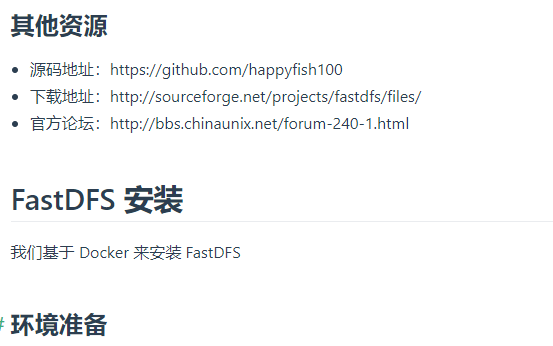 其他资源
• 源码地址：https://github.com/happyfish100
• 下载地址：http://sourceforge.net/projects/fastdfs/files/
• 官方论坛：http://bbs.chinaunix.net/forum-240-1.html
FastDFS 安装
我们基于 Docker 来安装 FastDFS
# 环境准备